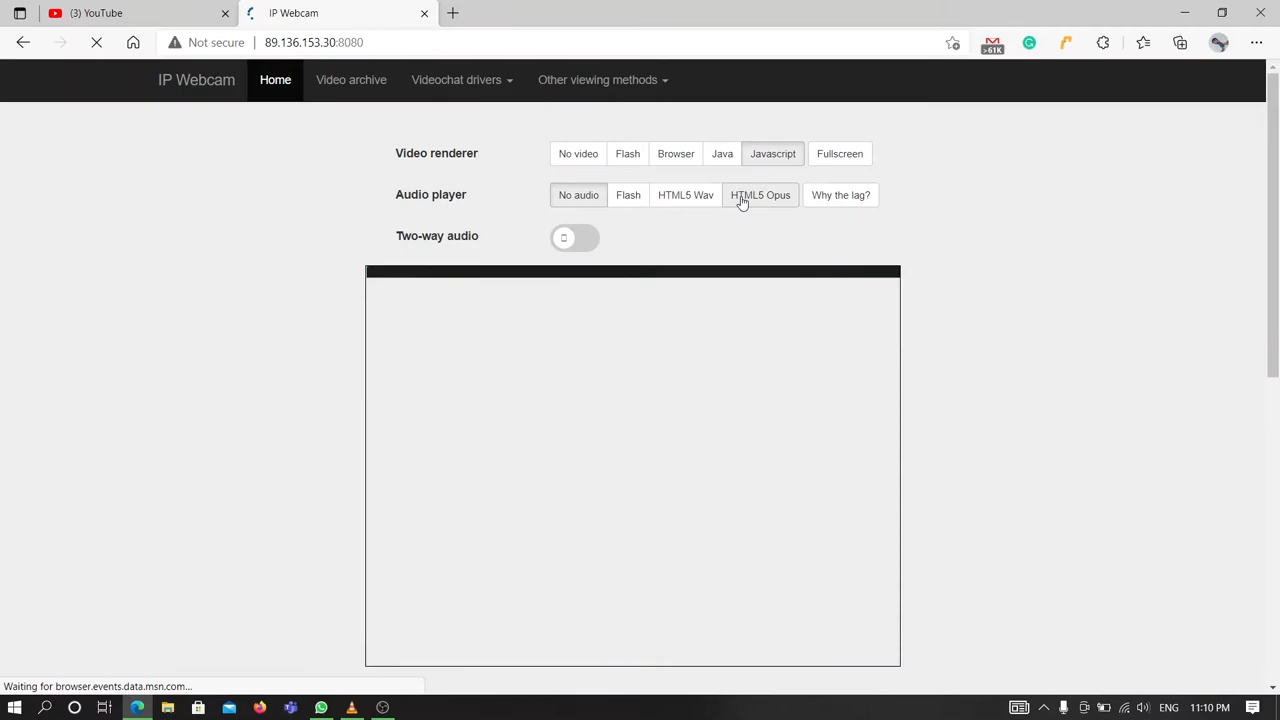 (3) YouTube
IP Webcam
Not secure
89.136.153.30:8080
>61K
IP Webcam Home Video archive Videochat drivers Other viewing methods
Video renderer No video Flash Browser Java Javascript Fullscreen
Audio player No audio Flash HTML5 Wav HTML5 Opus Why the lag?
Two-way audio
Waiting for browser.events.data.msn.com...
ENG 11:10 PM